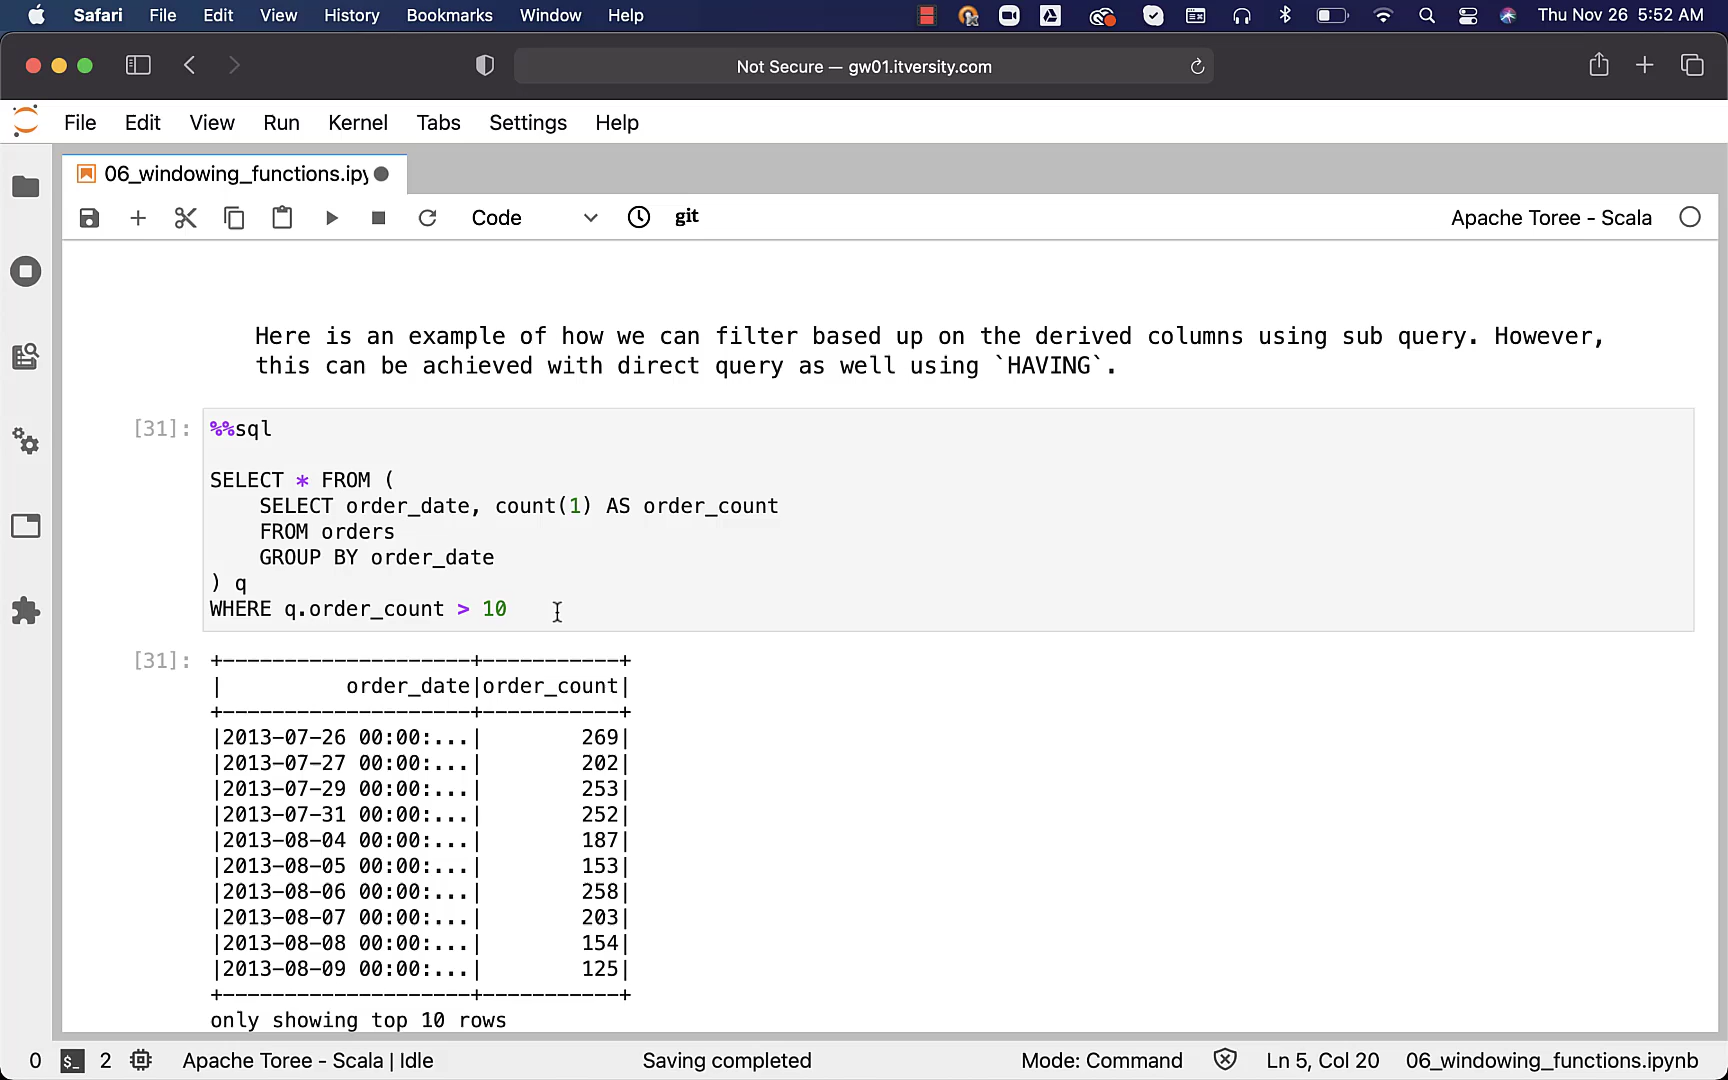 Safari File Edit View History Bookmarks Window Help Thu Nov 26 5:52 AM
Not Secure — gw01.itversity.com
File Edit View Run Kernel Tabs Settings Help
06_windowing_functions.ipy
Code git Apache Toree - Scala
Here is an example of how we can filter based up on the derived columns using sub query. However,
this can be achieved with direct query as well using `HAVING`.
[31]: %%sql
SELECT * FROM (
SELECT order_date, count(1) AS order_count
FROM orders
GROUP BY order_date
) q
WHERE q.order_count > 10
[31]: +--------------------+-----------+
|          order_date|order_count|
+--------------------+-----------+
|2013-07-26 00:00:...|        269|
|2013-07-27 00:00:...|        202|
|2013-07-29 00:00:...|        253|
|2013-07-31 00:00:...|        252|
|2013-08-04 00:00:...|        187|
|2013-08-05 00:00:...|        153|
|2013-08-06 00:00:...|        258|
|2013-08-07 00:00:...|        203|
|2013-08-08 00:00:...|        154|
|2013-08-09 00:00:...|        125|
+--------------------+-----------+
only showing top 10 rows
0 $_ 2 Apache Toree - Scala | Idle Saving completed Mode: Command Ln 5, Col 20 06_windowing_functions.ipynb